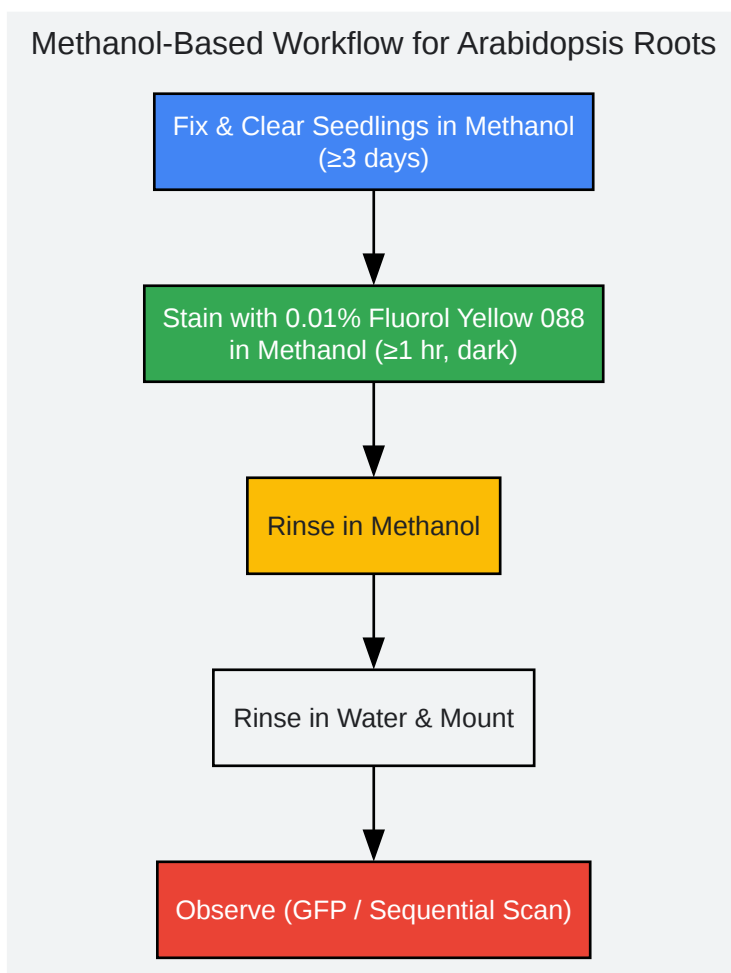 Methanol-Based Workflow for Arabidopsis Roots
Fix & Clear Seedlings in Methanol
(≥3 days)
Stain with 0.01% Fluorol Yellow 088
in Methanol (≥1 hr, dark)
Rinse in Methanol
Rinse in Water & Mount
Observe (GFP / Sequential Scan)